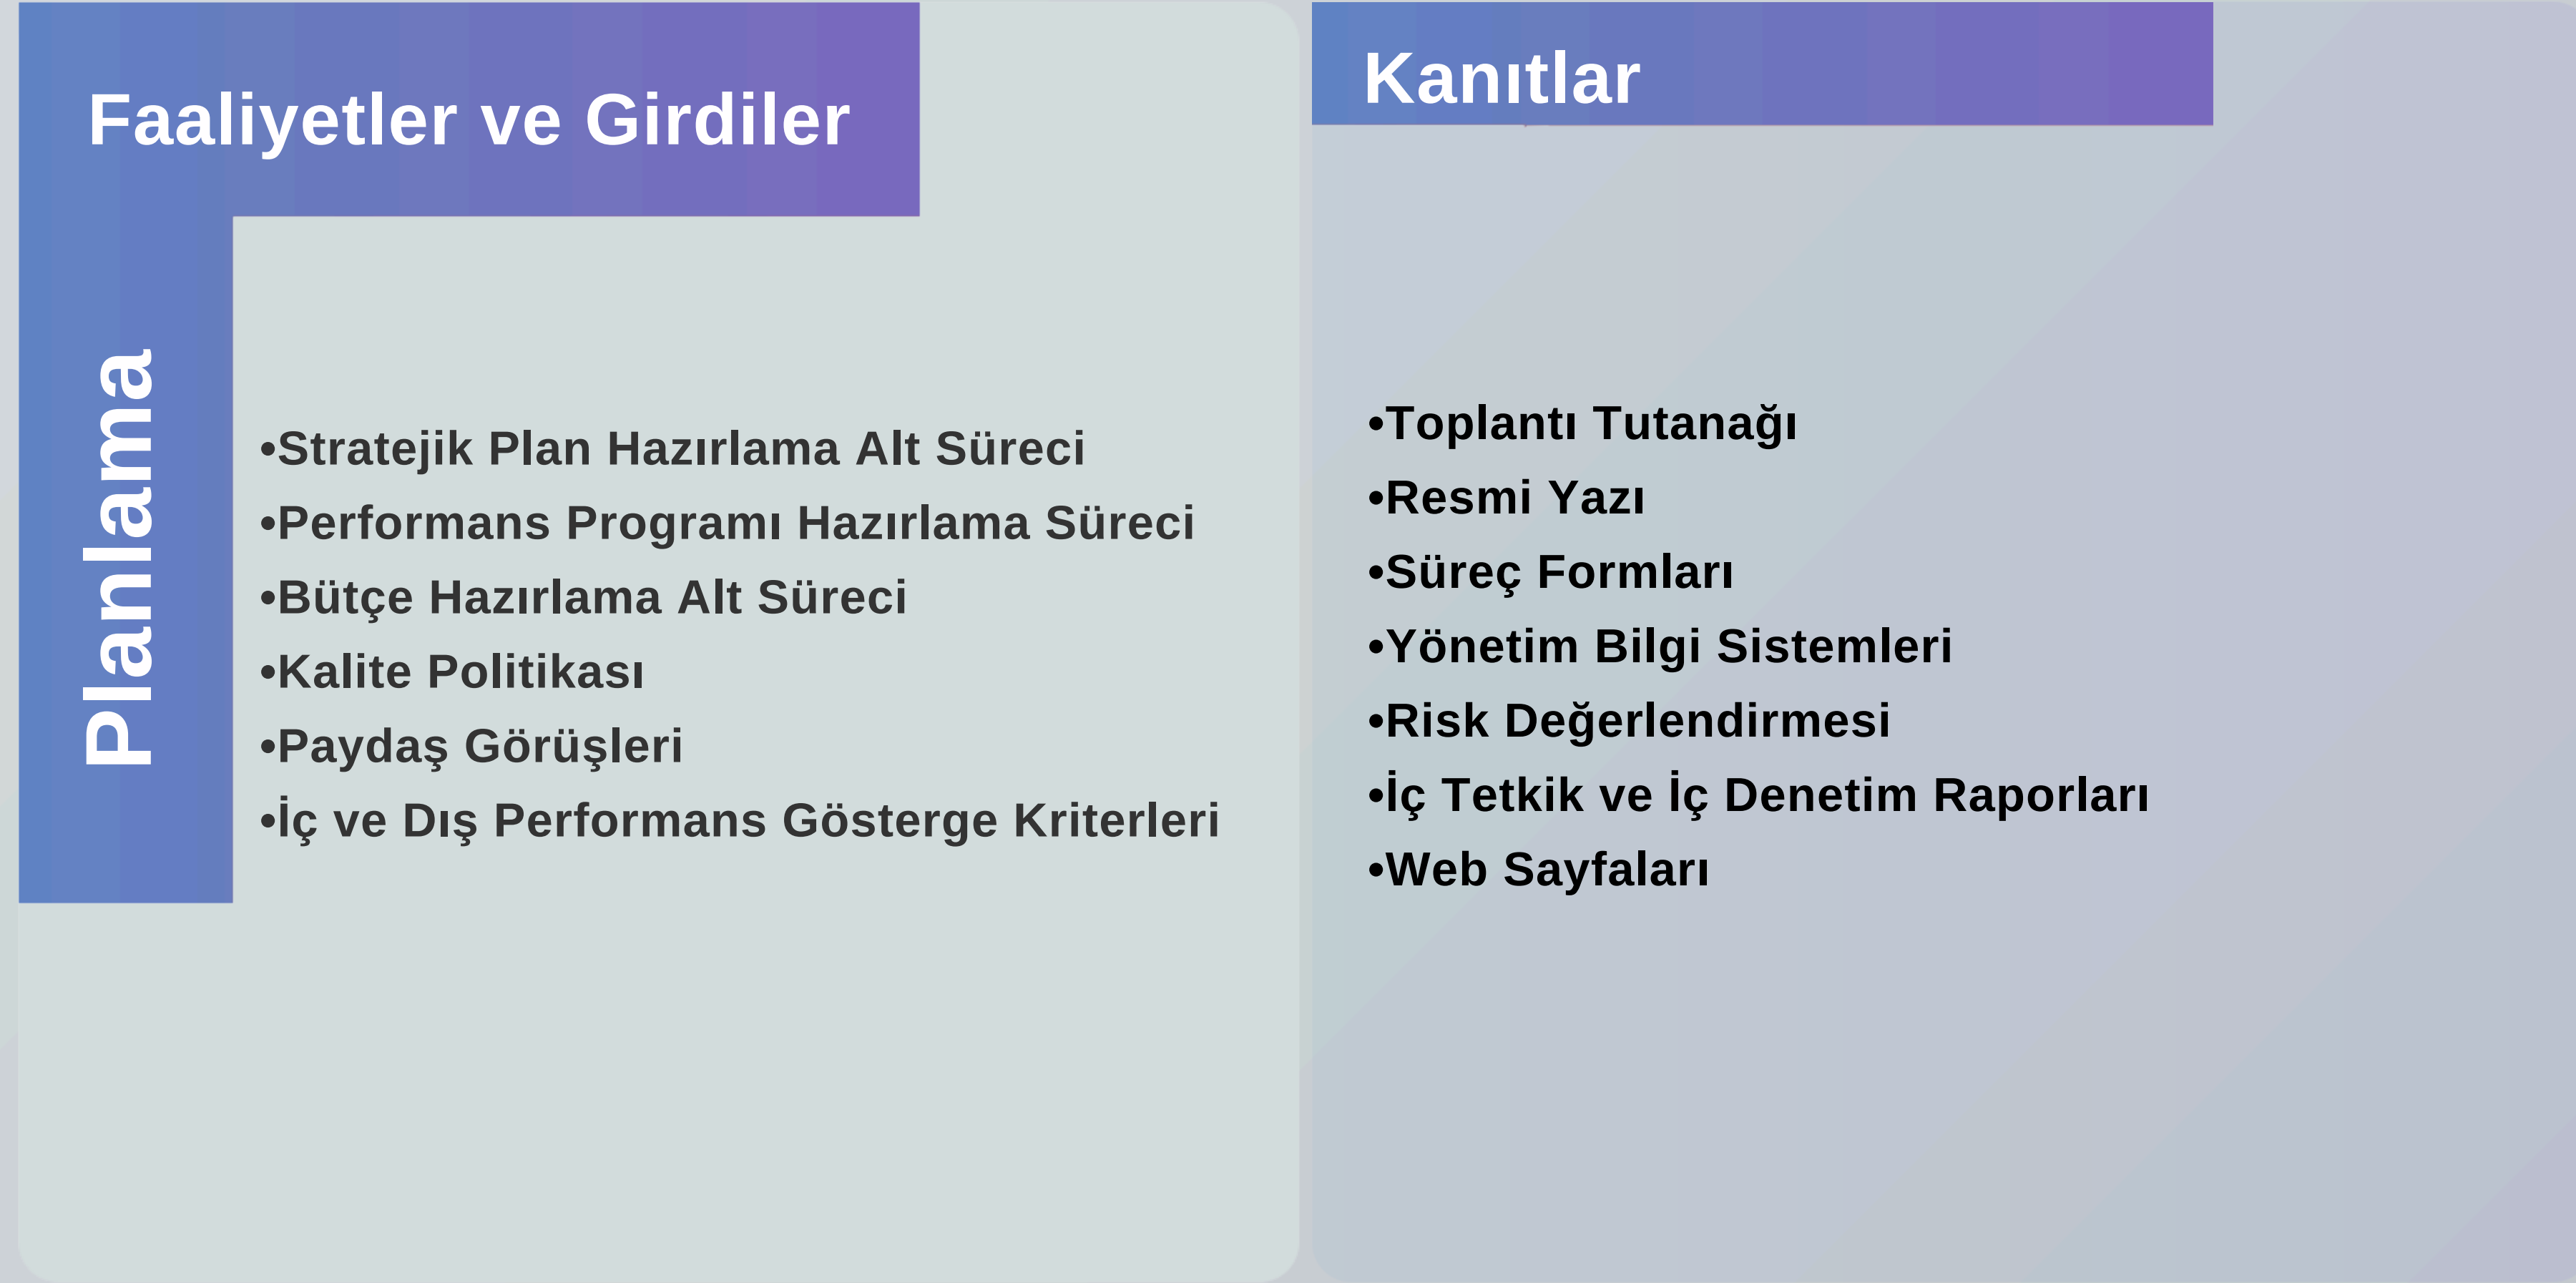 Faaliyetler ve Girdiler
Planlama
•Stratejik Plan Hazırlama Alt Süreci
•Performans Programı Hazırlama Süreci
•Bütçe Hazırlama Alt Süreci
•Kalite Politikası
•Paydaş Görüşleri
•İç ve Dış Performans Gösterge Kriterleri
Kanıtlar
•Toplantı Tutanağı
•Resmi Yazı
•Süreç Formları
•Yönetim Bilgi Sistemleri
•Risk Değerlendirmesi
•İç Tetkik ve İç Denetim Raporları
•Web Sayfaları